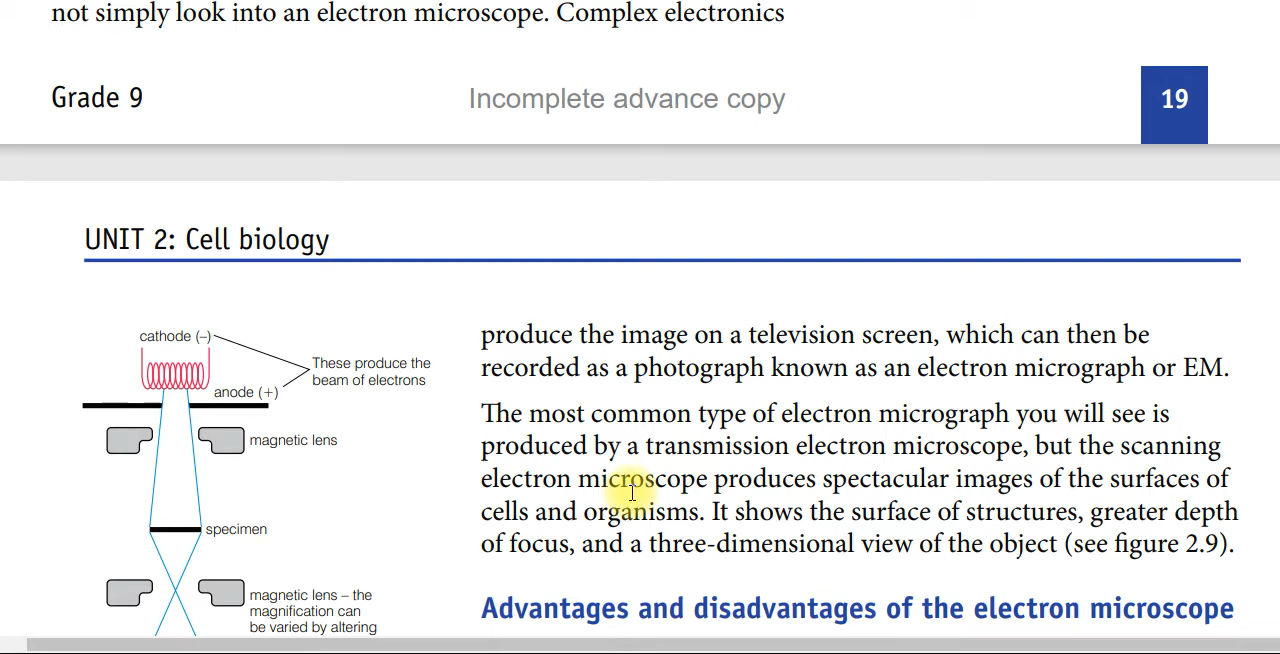 not simply look into an electron microscope. Complex electronics
Grade 9
Incomplete advance copy
19
UNIT 2: Cell biology
cathode (–)
These produce the
beam of electrons
anode (+)
magnetic lens
specimen
magnetic lens – the
magnification can
be varied by altering
produce the image on a television screen, which can then be
recorded as a photograph known as an electron micrograph or EM.
The most common type of electron micrograph you will see is
produced by a transmission electron microscope, but the scanning
electron microscope produces spectacular images of the surfaces of
cells and organisms. It shows the surface of structures, greater depth
of focus, and a three-dimensional view of the object (see figure 2.9).
Advantages and disadvantages of the electron microscope